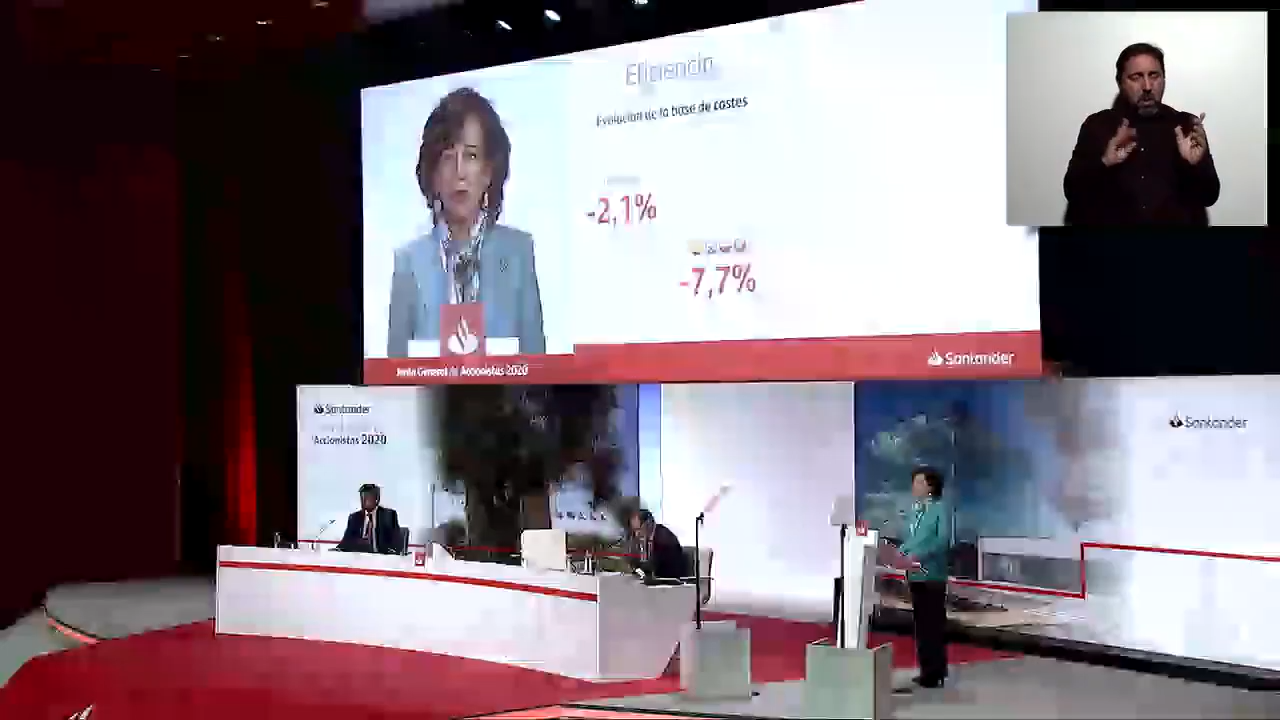 Eficiencia
Evolución de la base de costes
-2,1%
-7,7%
Junta General de Accionistas 2020
Santander
Santander
Accionistas 2020
Santander